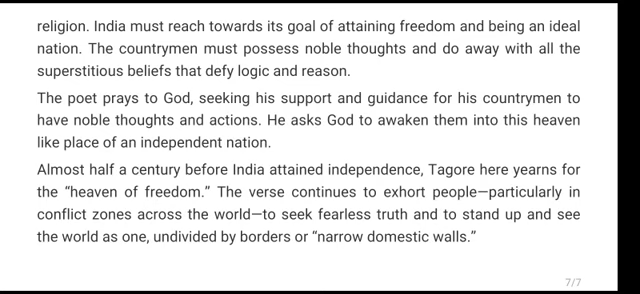 religion. India must reach towards its goal of attaining freedom and being an ideal
nation. The countrymen must possess noble thoughts and do away with all the
superstitious beliefs that defy logic and reason.
The poet prays to God, seeking his support and guidance for his countrymen to
have noble thoughts and actions. He asks God to awaken them into this heaven
like place of an independent nation.
Almost half a century before India attained independence, Tagore here yearns for
the “heaven of freedom.” The verse continues to exhort people—particularly in
conflict zones across the world—to seek fearless truth and to stand up and see
the world as one, undivided by borders or “narrow domestic walls.”
7/7